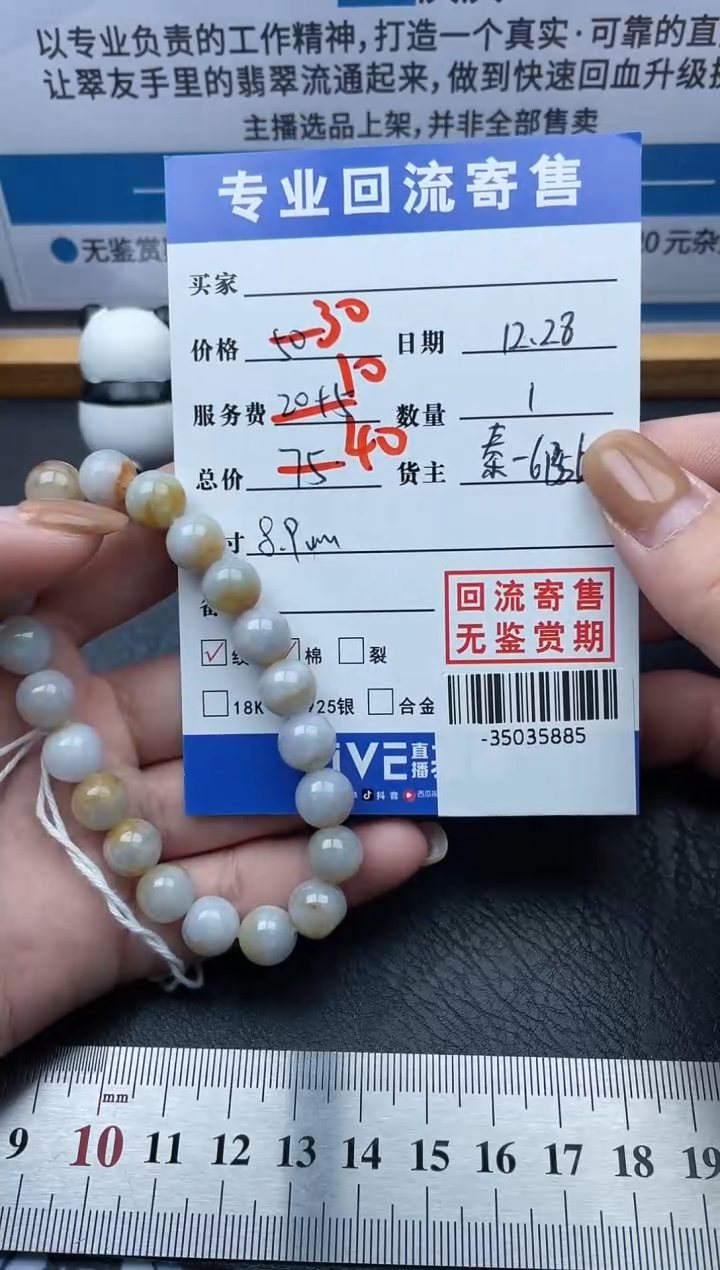 以专业负责的工作精神，打造一个真实·可靠的直
让翠友手里的翡翠流通起来，做到快速回血升级
主播选品上架，并非全部售卖
无鉴赏
0元杂
专业回流寄售
买家
价格 50 30 日期 12.28
服务费 20+5 10 数量 1
总价 75 40 货主
寸 8.9mm
棉 裂
18K 925银 合金
回流寄售
无鉴赏期
-35035885
iVE 直播
抖音 西瓜
mm
9 10 11 12 13 14 15 16 17 18 19